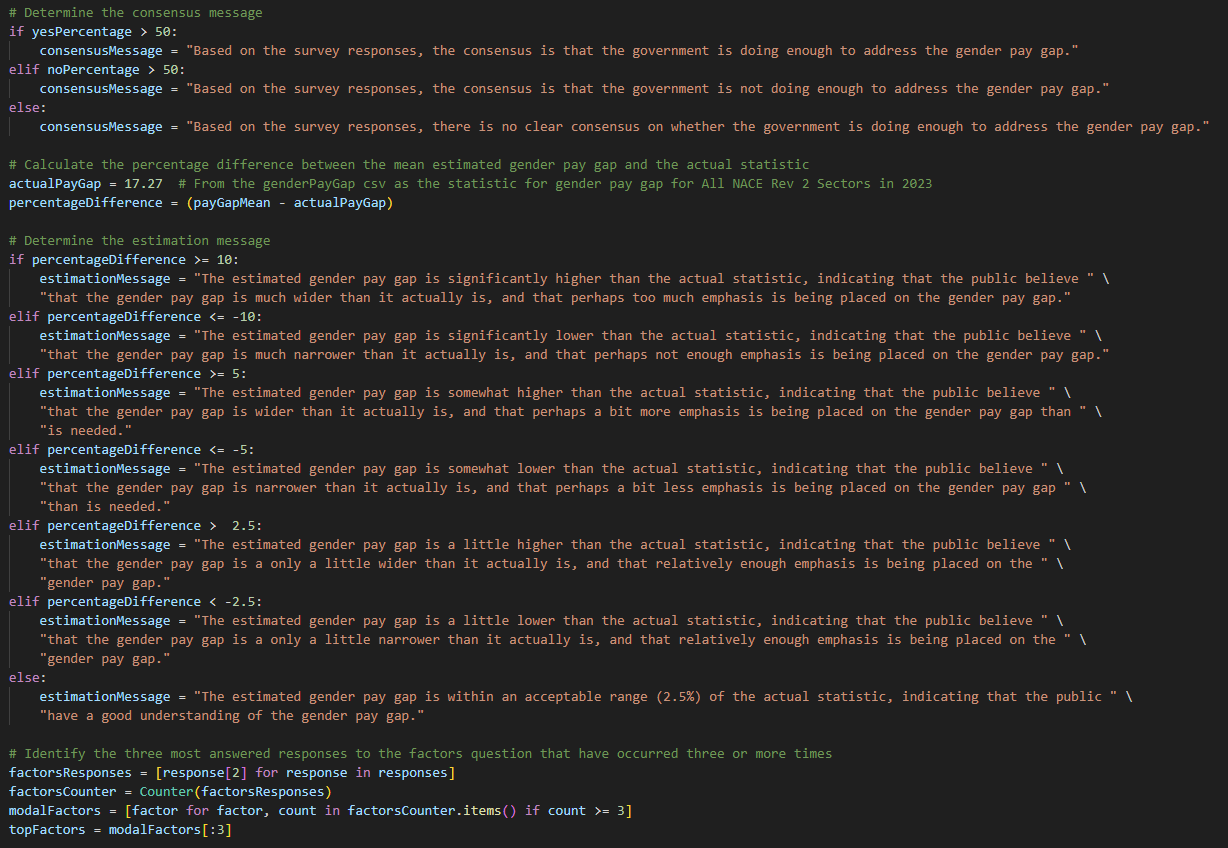 # Determine the consensus message
if yesPercentage > 50:
    consensusMessage = "Based on the survey responses, the consensus is that the government is doing enough to address the gender pay gap."
elif noPercentage > 50:
    consensusMessage = "Based on the survey responses, the consensus is that the government is not doing enough to address the gender pay gap."
else:
    consensusMessage = "Based on the survey responses, there is no clear consensus on whether the government is doing enough to address the gender pay gap."

# Calculate the percentage difference between the mean estimated gender pay gap and the actual statistic
actualPayGap = 17.27  # From the genderPayGap csv as the statistic for gender pay gap for All NACE Rev 2 Sectors in 2023
percentageDifference = (payGapMean - actualPayGap)

# Determine the estimation message
if percentageDifference >= 10:
    estimationMessage = "The estimated gender pay gap is significantly higher than the actual statistic, indicating that the public believe " \
    "that the gender pay gap is much wider than it actually is, and that perhaps too much emphasis is being placed on the gender pay gap."
elif percentageDifference <= -10:
    estimationMessage = "The estimated gender pay gap is significantly lower than the actual statistic, indicating that the public believe " \
    "that the gender pay gap is much narrower than it actually is, and that perhaps not enough emphasis is being placed on the gender pay gap."
elif percentageDifference >= 5:
    estimationMessage = "The estimated gender pay gap is somewhat higher than the actual statistic, indicating that the public believe " \
    "that the gender pay gap is wider than it actually is, and that perhaps a bit more emphasis is being placed on the gender pay gap than " \
    "is needed."
elif percentageDifference <= -5:
    estimationMessage = "The estimated gender pay gap is somewhat lower than the actual statistic, indicating that the public believe " \
    "that the gender pay gap is narrower than it actually is, and that perhaps a bit less emphasis is being placed on the gender pay gap " \
    "than is needed."
elif percentageDifference >  2.5:
    estimationMessage = "The estimated gender pay gap is a little higher than the actual statistic, indicating that the public believe " \
    "that the gender pay gap is a only a little wider than it actually is, and that relatively enough emphasis is being placed on the " \
    "gender pay gap."
elif percentageDifference < -2.5:
    estimationMessage = "The estimated gender pay gap is a little lower than the actual statistic, indicating that the public believe " \
    "that the gender pay gap is a only a little narrower than it actually is, and that relatively enough emphasis is being placed on the " \
    "gender pay gap."
else:
    estimationMessage = "The estimated gender pay gap is within an acceptable range (2.5%) of the actual statistic, indicating that the public " \
    "have a good understanding of the gender pay gap."

# Identify the three most answered responses to the factors question that have occurred three or more times
factorsResponses = [response[2] for response in responses]
factorsCounter = Counter(factorsResponses)
modalFactors = [factor for factor, count in factorsCounter.items() if count >= 3]
topFactors = modalFactors[:3]